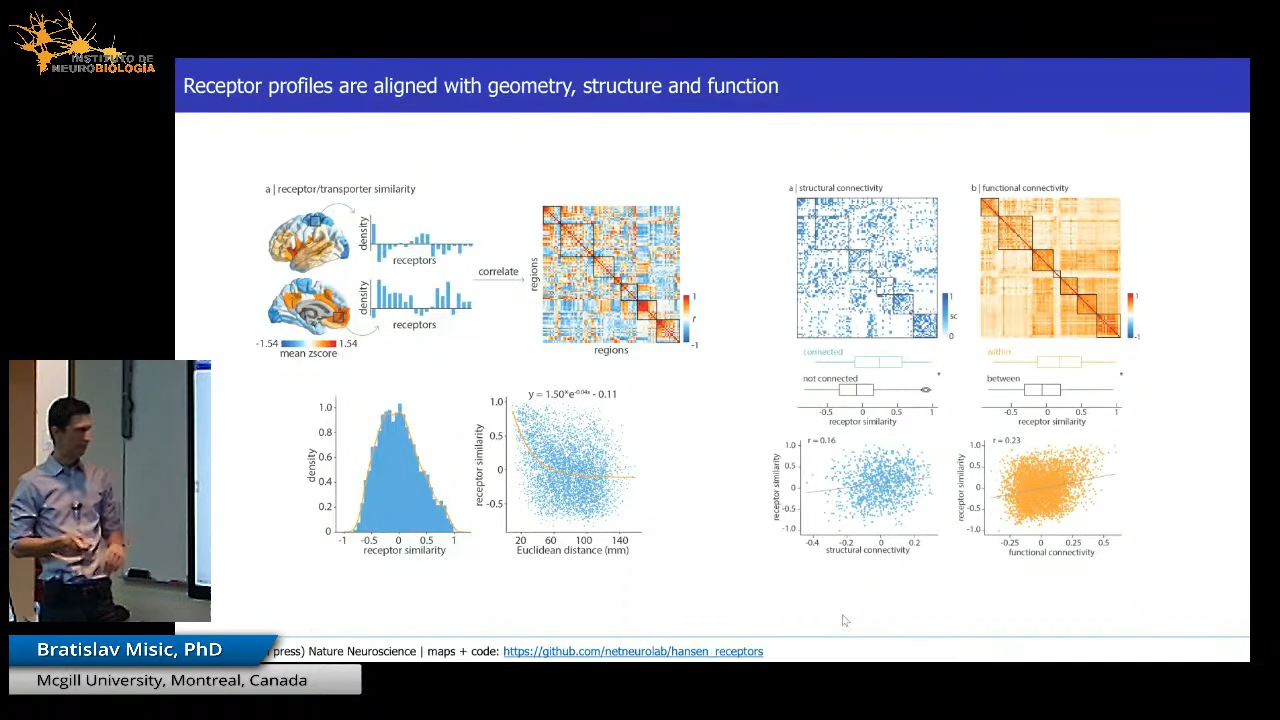 INSTITUTO DE
NEUROBIOLOGÍA
Receptor profiles are aligned with geometry, structure and function
a | receptor/transporter similarity
density
receptors
density
receptors
-1.54
1.54
mean zscore
correlate
regions
regions
1
r
-1
1.0
0.8
0.6
0.4
0.2
0
density
-1
-0.5
0
0.5
1
receptor similarity
y = 1.50*e^-0.04x - 0.11
1.0
0.5
0
-0.5
receptor similarity
20
60
100
140
Euclidean distance (mm)
a | structural connectivity
1
sc
0
connected
not connected
*
-0.5
0
0.5
1
receptor similarity
r = 0.16
1.0
0.5
0
-0.5
-1.0
receptor similarity
-0.4
-0.2
0
0.2
structural connectivity
b | functional connectivity
1
-1
within
between
*
-0.5
0
0.5
1
receptor similarity
r = 0.23
1.0
0.5
0
-0.5
-1.0
receptor similarity
-0.25
0
0.25
0.5
functional connectivity
press) Nature Neuroscience | maps + code: https://github.com/netneurolab/hansen_receptors
Bratislav Misic, PhD
Mcgill University, Montreal, Canada